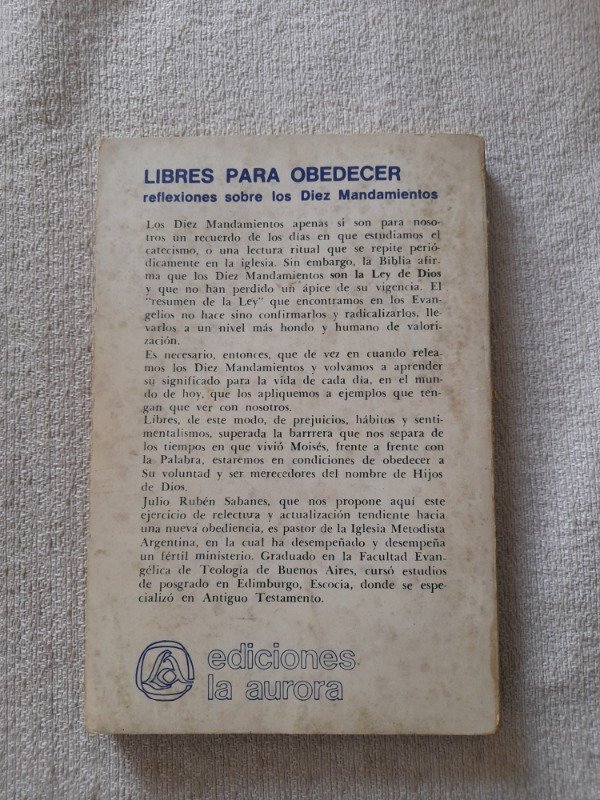 LIBRES PARA OBEDECER
reflexiones sobre los Diez Mandamientos
Los Diez Mandamientos apenas si son para noso-
tros un recuerdo de los días en que estudiamos el
catecismo, o una lectura ritual que se repite perió-
dicamente en la iglesia. Sin embargo, la Biblia afir-
ma que los Diez Mandamientos son la Ley de Dios
y que no han perdido un ápice de su vigencia. El
"resumen de la Ley" que encontramos en los Evan-
gelios no hace sino confirmarlos y radicalizarlos, lle-
varlos a un nivel más hondo y humano de valori-
zación.
Es necesario, entonces, que de vez en cuando relea-
mos los Diez Mandamientos y volvamos a aprender
su significado para la vida de cada día, en el mun-
do de hoy, que los apliquemos a ejemplos que ten-
gan que ver con nosotros.
Libres, de este modo, de prejuicios, hábitos y senti-
mentalismos, superada la barrrera que nos separa de
los tiempos en que vivió Moisés, frente a frente con
la Palabra, estaremos en condiciones de obedecer a
Su voluntad y ser merecedores del nombre de Hijos
de Dios.
Julio Rubén Sabanes, que nos propone aquí este
ejercicio de relectura y actualización tendiente hacia
una nueva obediencia, es pastor de la Iglesia Metodista
Argentina, en la cual ha desempeñado y desempeña
un fértil ministerio. Graduado en la Facultad Evan-
gélica de Teología de Buenos Aires, cursó estudios
de posgrado en Edimburgo, Escocia, donde se espe-
cializó en Antiguo Testamento.
ediciones
la aurora